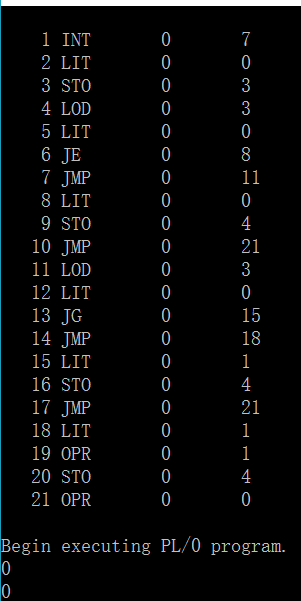 1 INT 0 7
2 LIT 0 0
3 STO 0 3
4 LOD 0 3
5 LIT 0 0
6 JE 0 8
7 JMP 0 11
8 LIT 0 0
9 STO 0 4
10 JMP 0 21
11 LOD 0 3
12 LIT 0 0
13 JG 0 15
14 JMP 0 18
15 LIT 0 1
16 STO 0 4
17 JMP 0 21
18 LIT 0 1
19 OPR 0 1
20 STO 0 4
21 OPR 0 0
Begin executing PL/0 program.
0
0